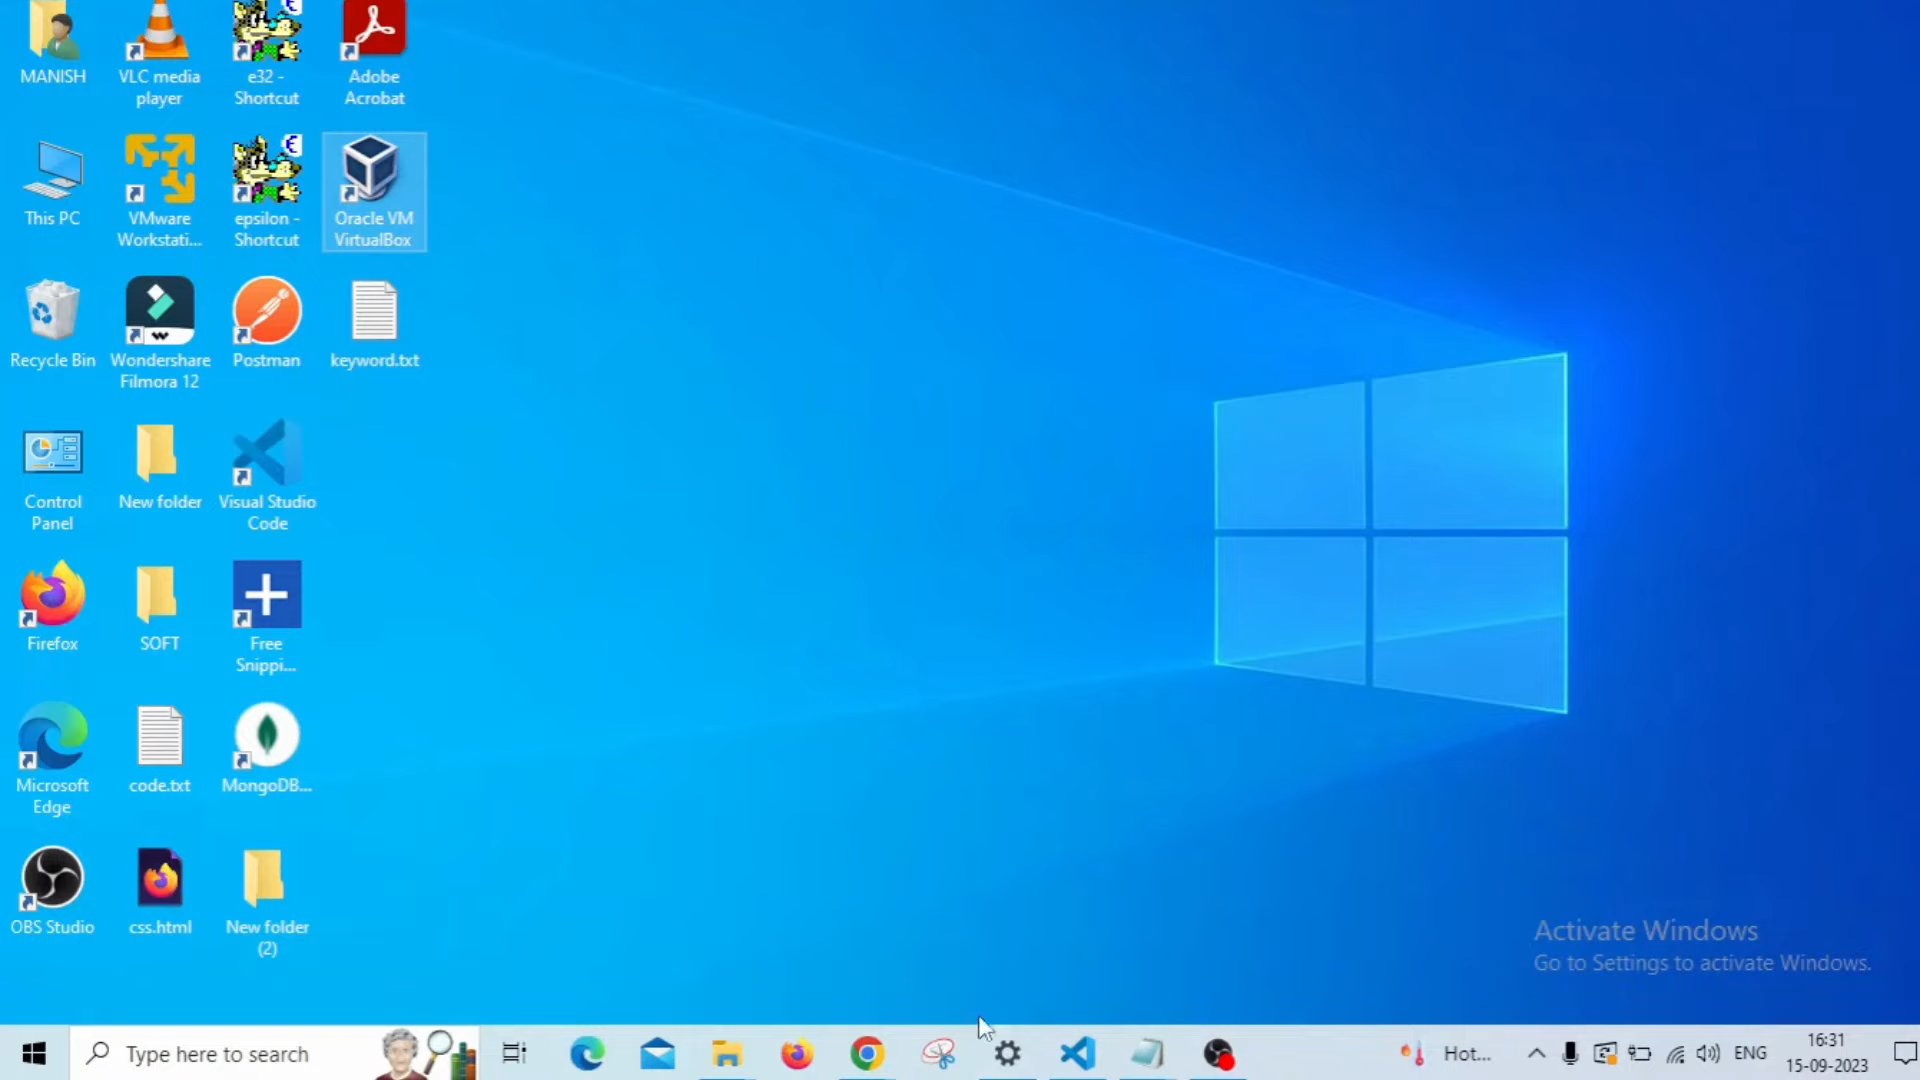 MANISH
VLC media
player
e32 -
Shortcut
Adobe
Acrobat
This PC
VMware
Workstati...
epsilon -
Shortcut
Oracle VM
VirtualBox
Recycle Bin
Wondershare
Filmora 12
Postman
keyword.txt
Control
Panel
New folder
Visual Studio
Code
Firefox
SOFT
Free
Snippi...
Microsoft
Edge
code.txt
MongoDB...
OBS Studio
css.html
New folder
(2)
Activate Windows
Go to Settings to activate Windows.
Type here to search
Hot...
ENG
16:31
15-09-2023